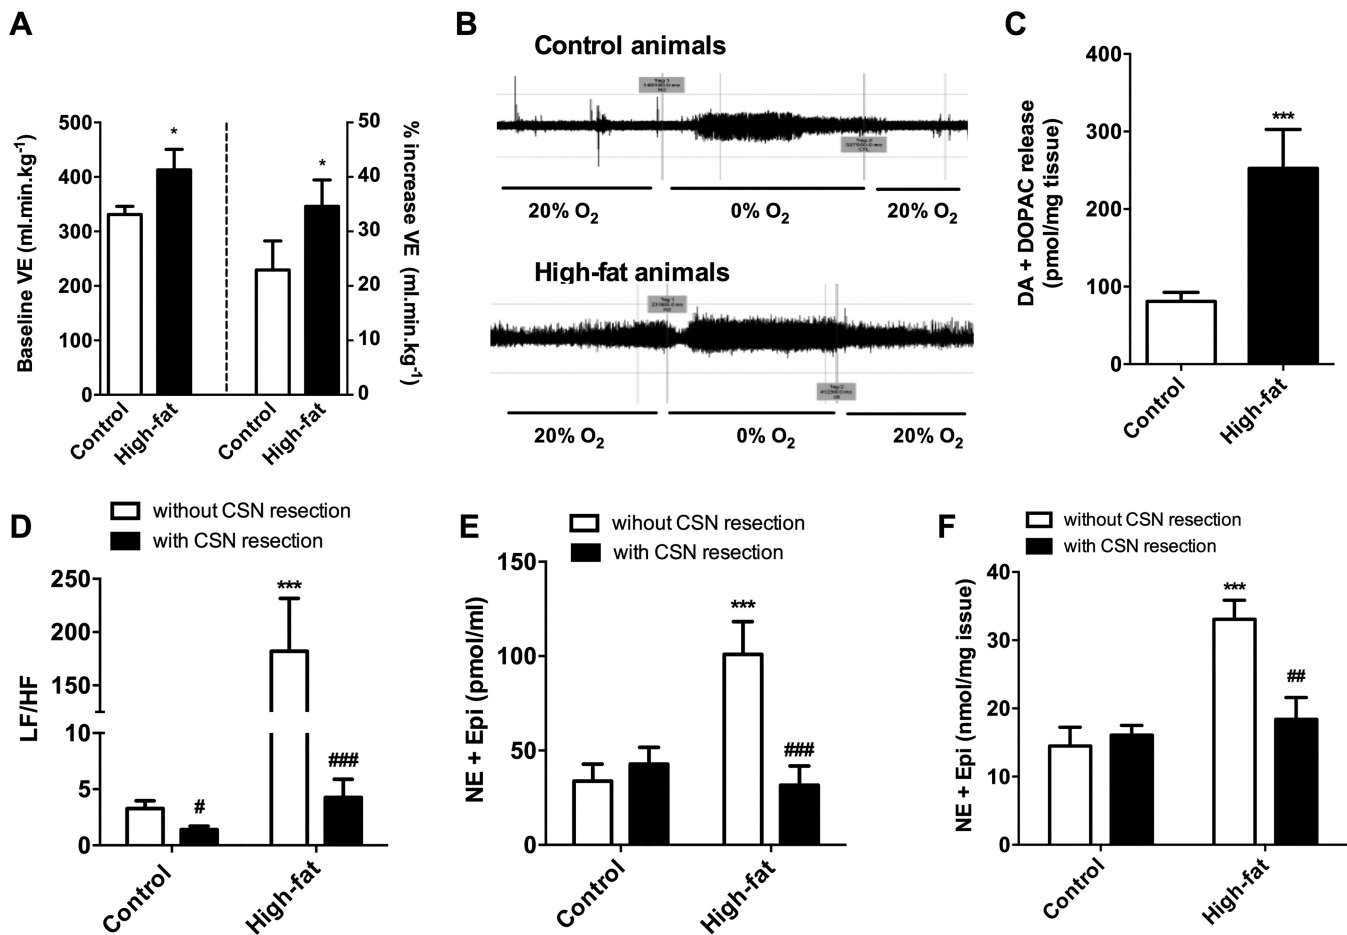 A
Baseline VE (ml.min.kg⁻¹)
500
400
300
200
100
0
*
*
50
40
30
20
10
0
% increase VE (ml.min.kg⁻¹)
Control
High-fat
Control
High-fat
B
Control animals
20% O₂
0% O₂
20% O₂
High-fat animals
20% O₂
0% O₂
20% O₂
C
DA + DOPAC release
(pmol/mg tissue)
400
300
200
100
0
***
Control
High-fat
D
without CSN resection
with CSN resection
LF/HF
250
200
150
10
5
0
#
***
###
Control
High-fat
E
without CSN resection
with CSN resection
NE + Epi (pmol/ml)
150
100
50
0
***
###
Control
High-fat
F
without CSN resection
with CSN resection
NE + Epi (nmol/mg issue)
40
30
20
10
0
***
##
Control
High-fat